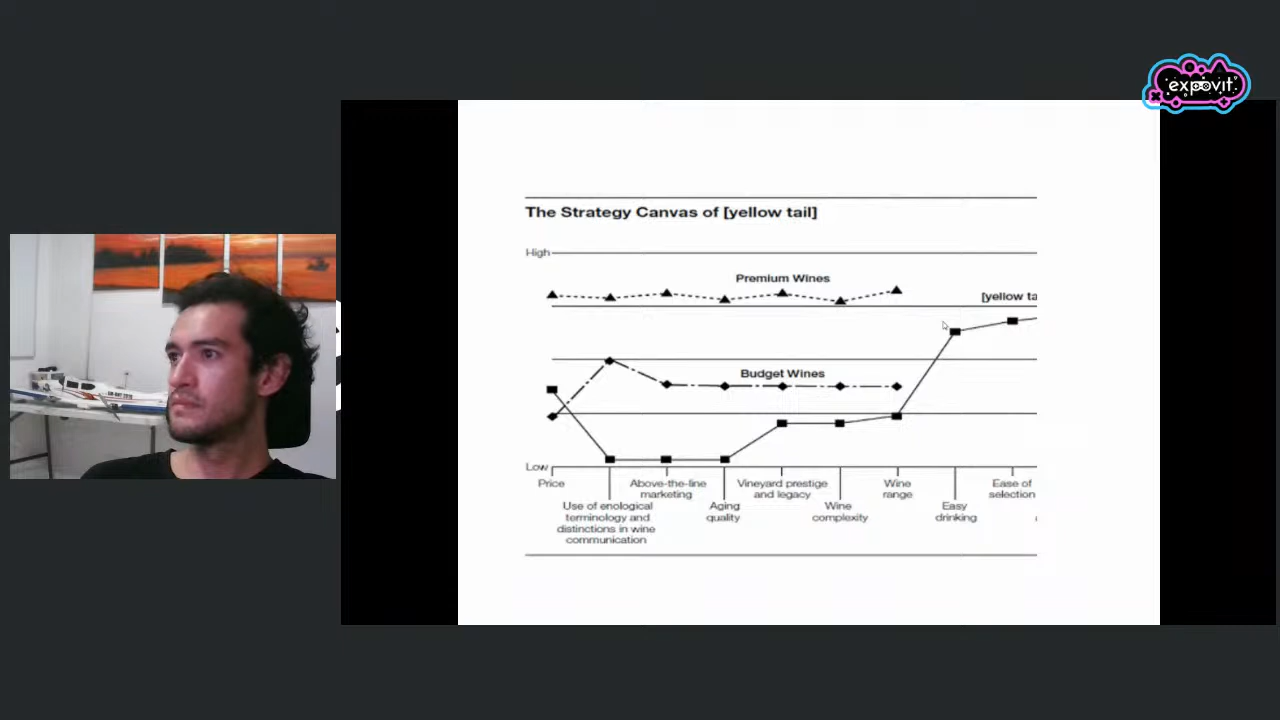 expovit.
The Strategy Canvas of [yellow tail]
High
Premium Wines
[yellow ta
Budget Wines
Low
Price
Use of enological
terminology and
distinctions in wine
communication
Above-the-line
marketing
Aging
quality
Vineyard prestige
and legacy
Wine
complexity
Wine
range
Easy
drinking
Ease of
selection